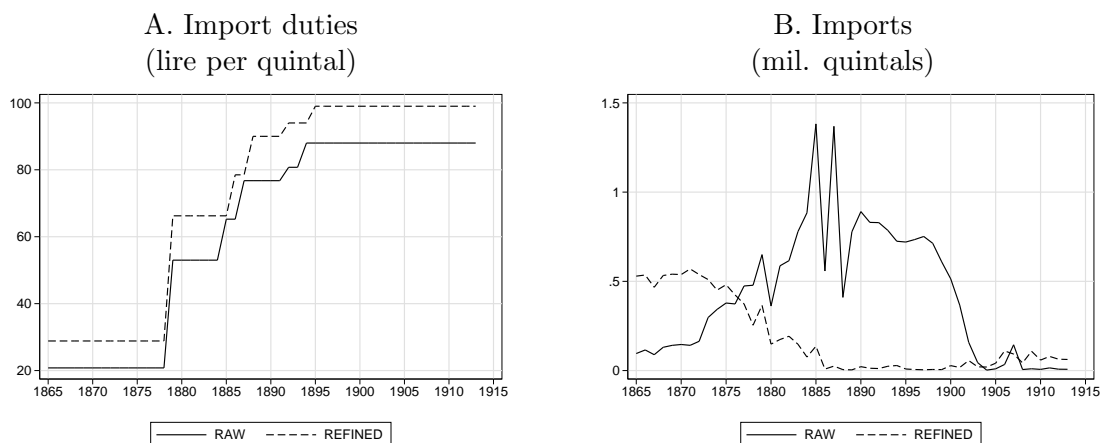 A. Import duties
(lire per quintal)
100
80
60
40
20
1865 1870 1875 1880 1885 1890 1895 1900 1905 1910 1915
RAW REFINED
B. Imports
(mil. quintals)
1.5
1
.5
0
1865 1870 1875 1880 1885 1890 1895 1900 1905 1910 1915
RAW REFINED